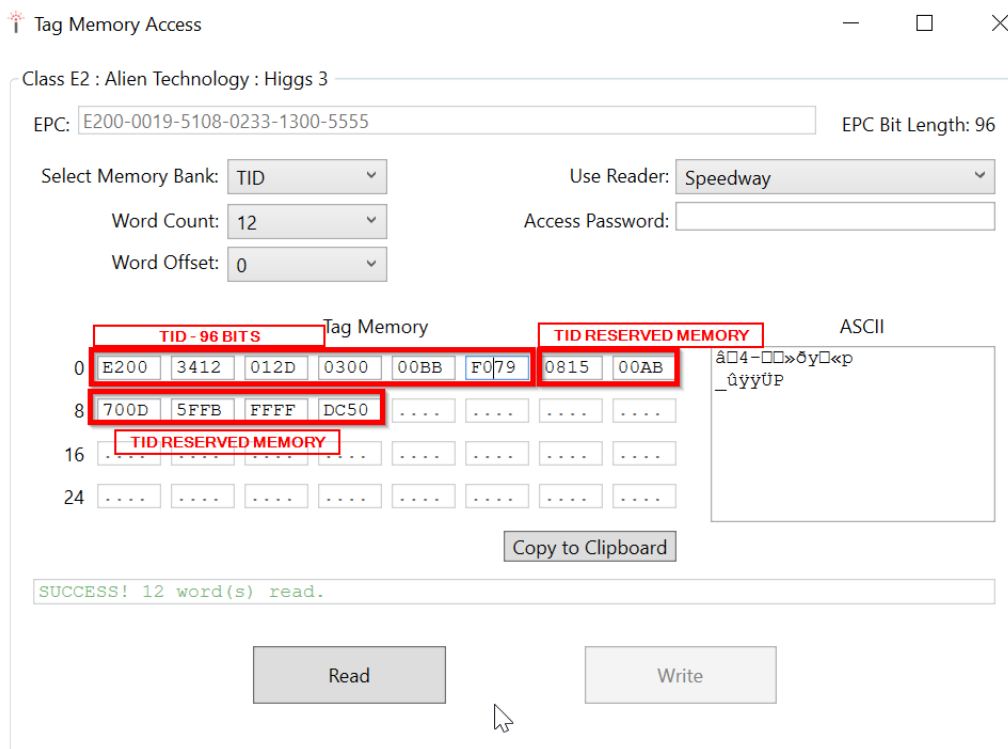 Tag Memory Access
Class E2 : Alien Technology : Higgs 3
EPC: E200-0019-5108-0233-1300-5555 EPC Bit Length: 96
Select Memory Bank: TID Use Reader: Speedway
Word Count: 12 Access Password:
Word Offset: 0
Tag Memory ASCII
TID - 96 BITS TID RESERVED MEMORY
0 E200 3412 012D 0300 00BB F079 0815 00AB â□4-□□»ðy□«p
8 700D 5FFB FFFF DC50 .... .... .... .... _ûÿÿÜP
TID RESERVED MEMORY
16 .... .... .... .... .... .... .... ....
24 .... .... .... .... .... .... .... ....
Copy to Clipboard
SUCCESS! 12 word(s) read.
Read Write